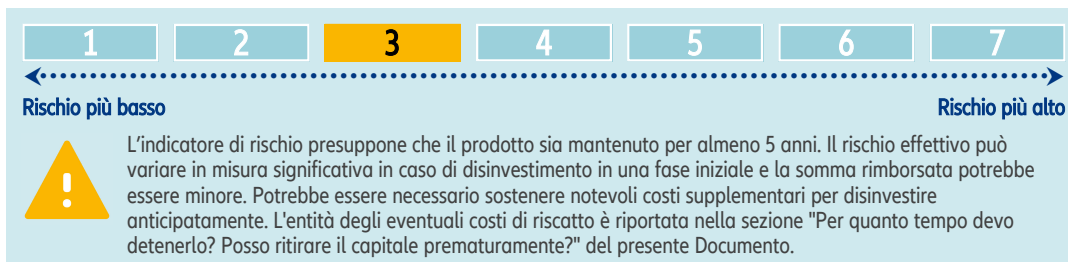 1 2 3 4 5 6 7
Rischio più basso Rischio più alto
L’indicatore di rischio presuppone che il prodotto sia mantenuto per almeno 5 anni. Il rischio effettivo può
variare in misura significativa in caso di disinvestimento in una fase iniziale e la somma rimborsata potrebbe
essere minore. Potrebbe essere necessario sostenere notevoli costi supplementari per disinvestire
anticipatamente. L'entità degli eventuali costi di riscatto è riportata nella sezione "Per quanto tempo devo
detenerlo? Posso ritirare il capitale prematuramente?" del presente Documento.